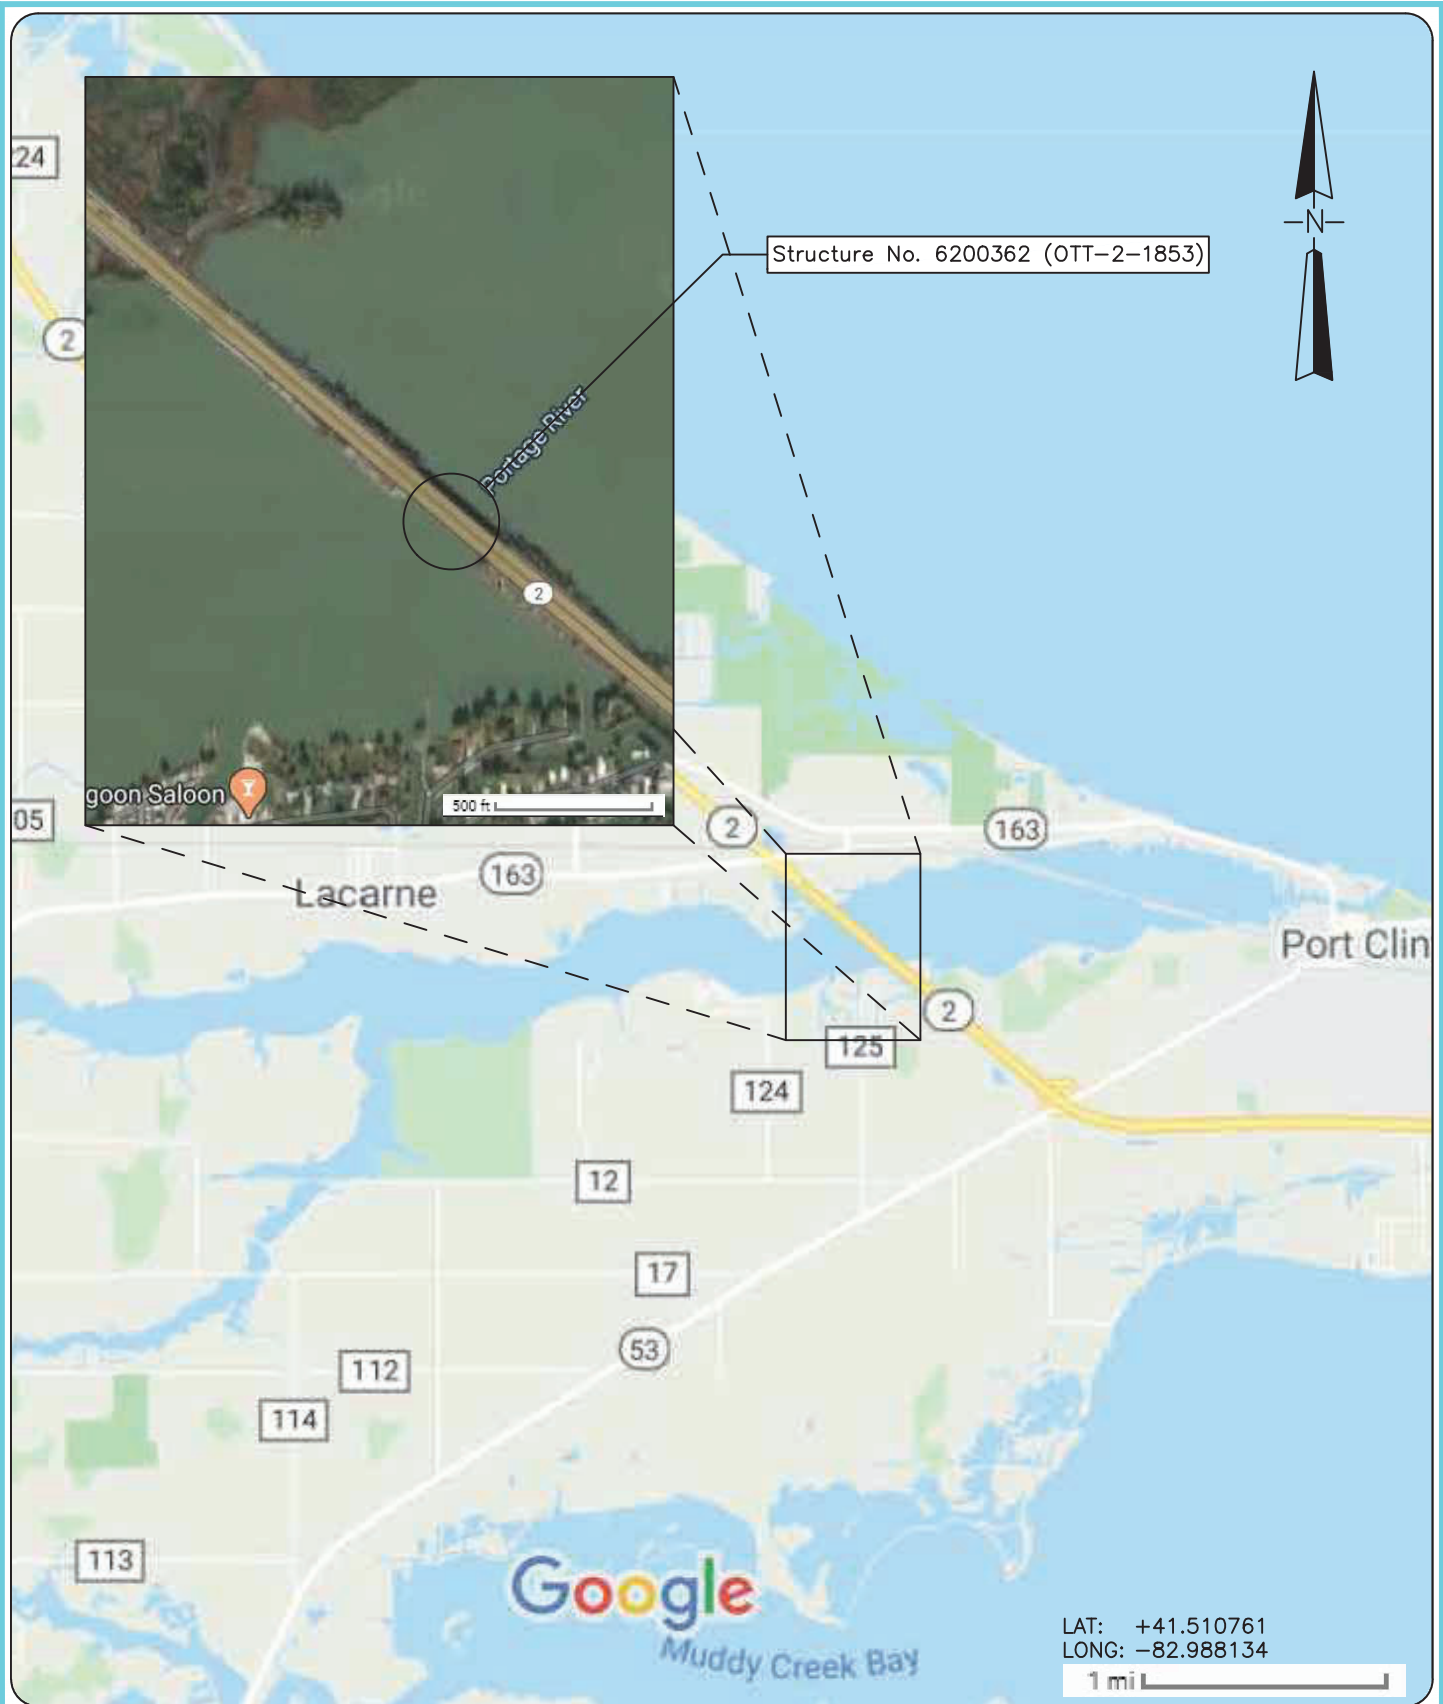 224
N
Structure No. 6200362 (OTT-2-1853)
2
Portage River
2
goon Saloon
500 ft
05
2
163
163
Lacarne
Port Clin
2
125
124
12
17
53
112
114
113
Google
Muddy Creek Bay
LAT: +41.510761
LONG: -82.988134
1 mi